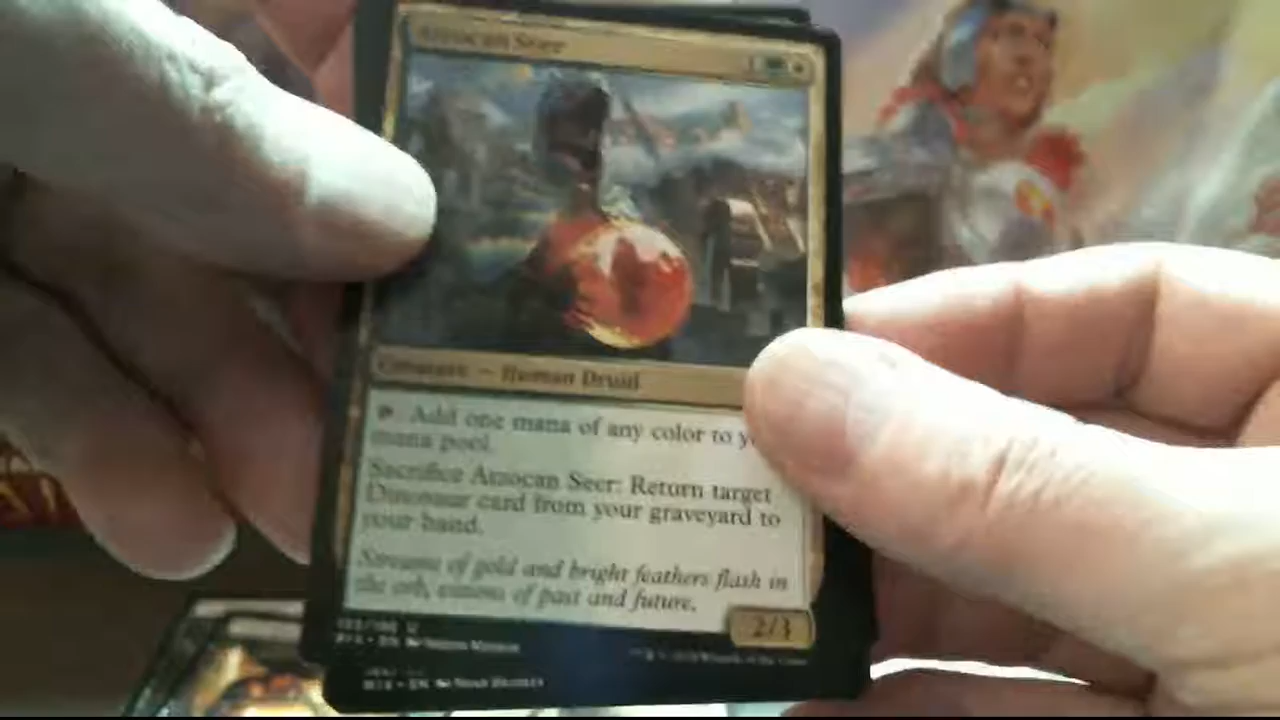 Atzocan Seer
Creature — Human Druid
Add one mana of any color to
mana pool.
Sacrifice Atzocan Seer: Return target
Dinosaur card from your graveyard to
your hand.
Streams of gold and bright feathers flash in
the orb, visions of past and future.
2/3